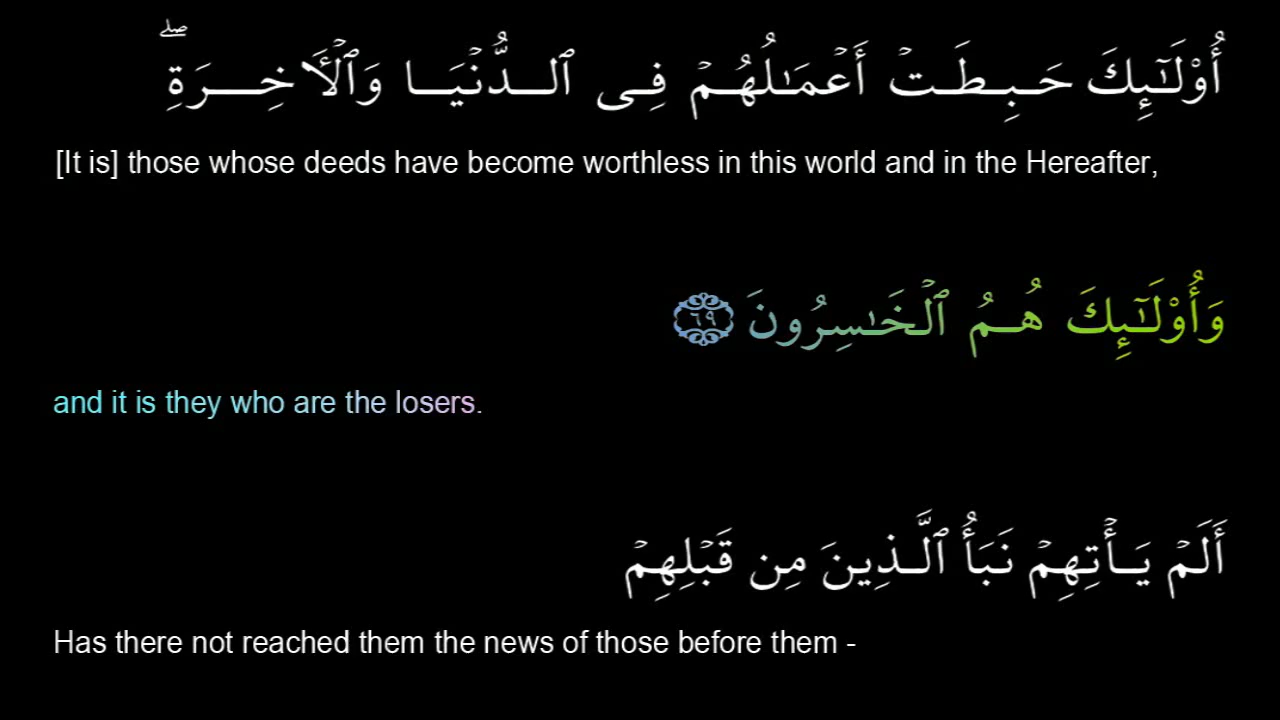 أُو۟لَـٰٓئِكَ حَبِطَتْ أَعْمَـٰلُهُمْ فِى ٱلدُّنْيَا وَٱلْـَٔاخِرَةِ ۖ
[It is] those whose deeds have become worthless in this world and in the Hereafter,
وَأُو۟لَـٰٓئِكَ هُمُ ٱلْخَـٰسِرُونَ ٦٩
and it is they who are the losers.
أَلَمْ يَأْتِهِمْ نَبَأُ ٱلَّذِينَ مِن قَبْلِهِمْ
Has there not reached them the news of those before them -